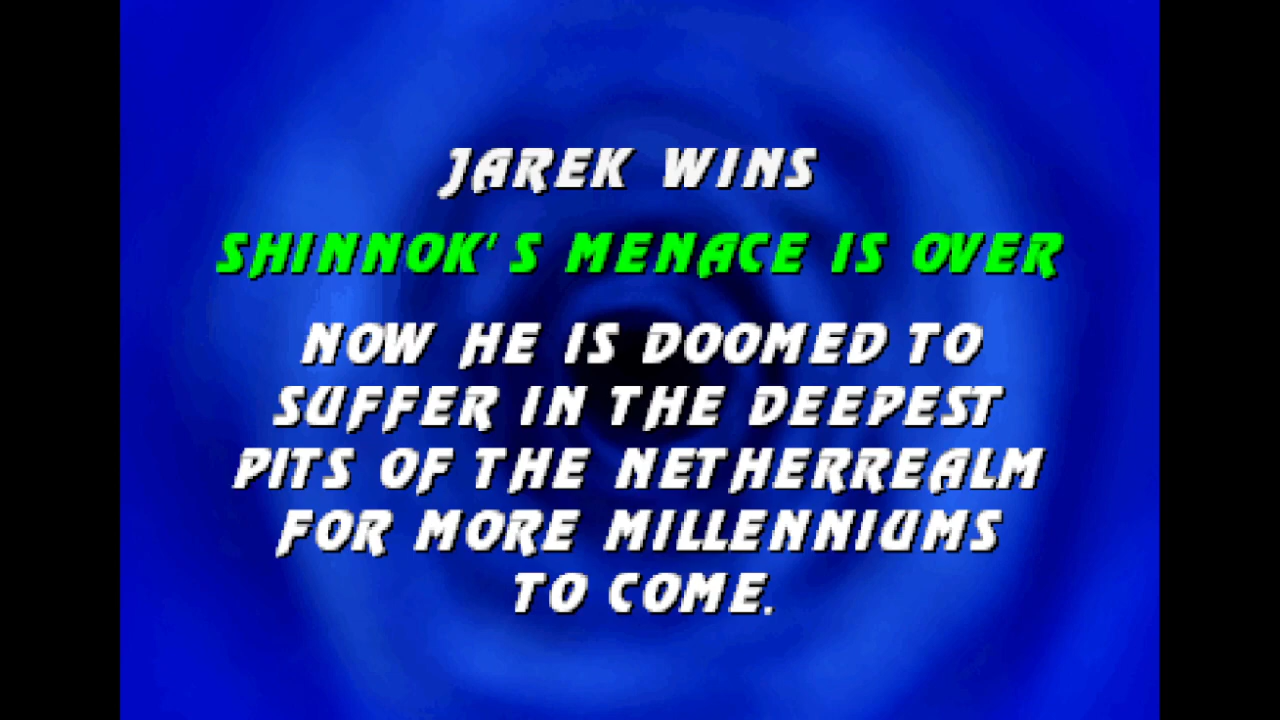 JAREK WINS
SHINNOK'S MENACE IS OVER
NOW HE IS DOOMED TO
SUFFER IN THE DEEPEST
PITS OF THE NETHERREALM
FOR MORE MILLENNIUMS
TO COME.